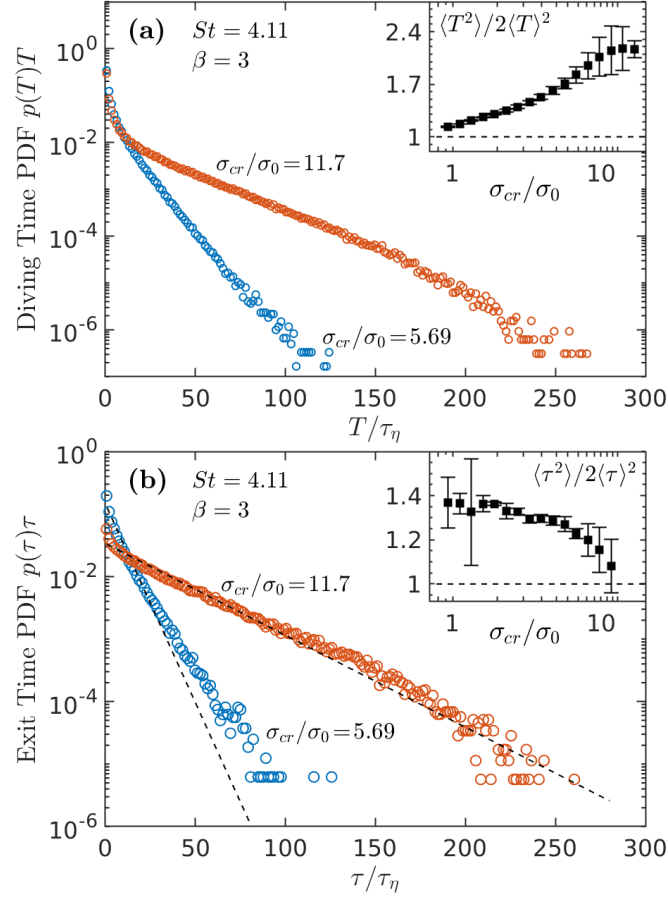 (a) St = 4.11
β = 3
⟨T²⟩/2⟨T⟩²
2.4
1.7
1
1 10
σcr/σ0
Diving Time PDF p(T)T
10⁰
10⁻²
10⁻⁴
10⁻⁶
σcr/σ0=11.7
σcr/σ0=5.69
0 50 100 150 200 250 300
T/τη
(b) St = 4.11
β = 3
⟨τ²⟩/2⟨τ⟩²
1.4
1.2
1
1 10
σcr/σ0
Exit Time PDF p(τ)τ
10⁰
10⁻²
10⁻⁴
10⁻⁶
σcr/σ0=11.7
σcr/σ0=5.69
0 50 100 150 200 250 300
τ/τη